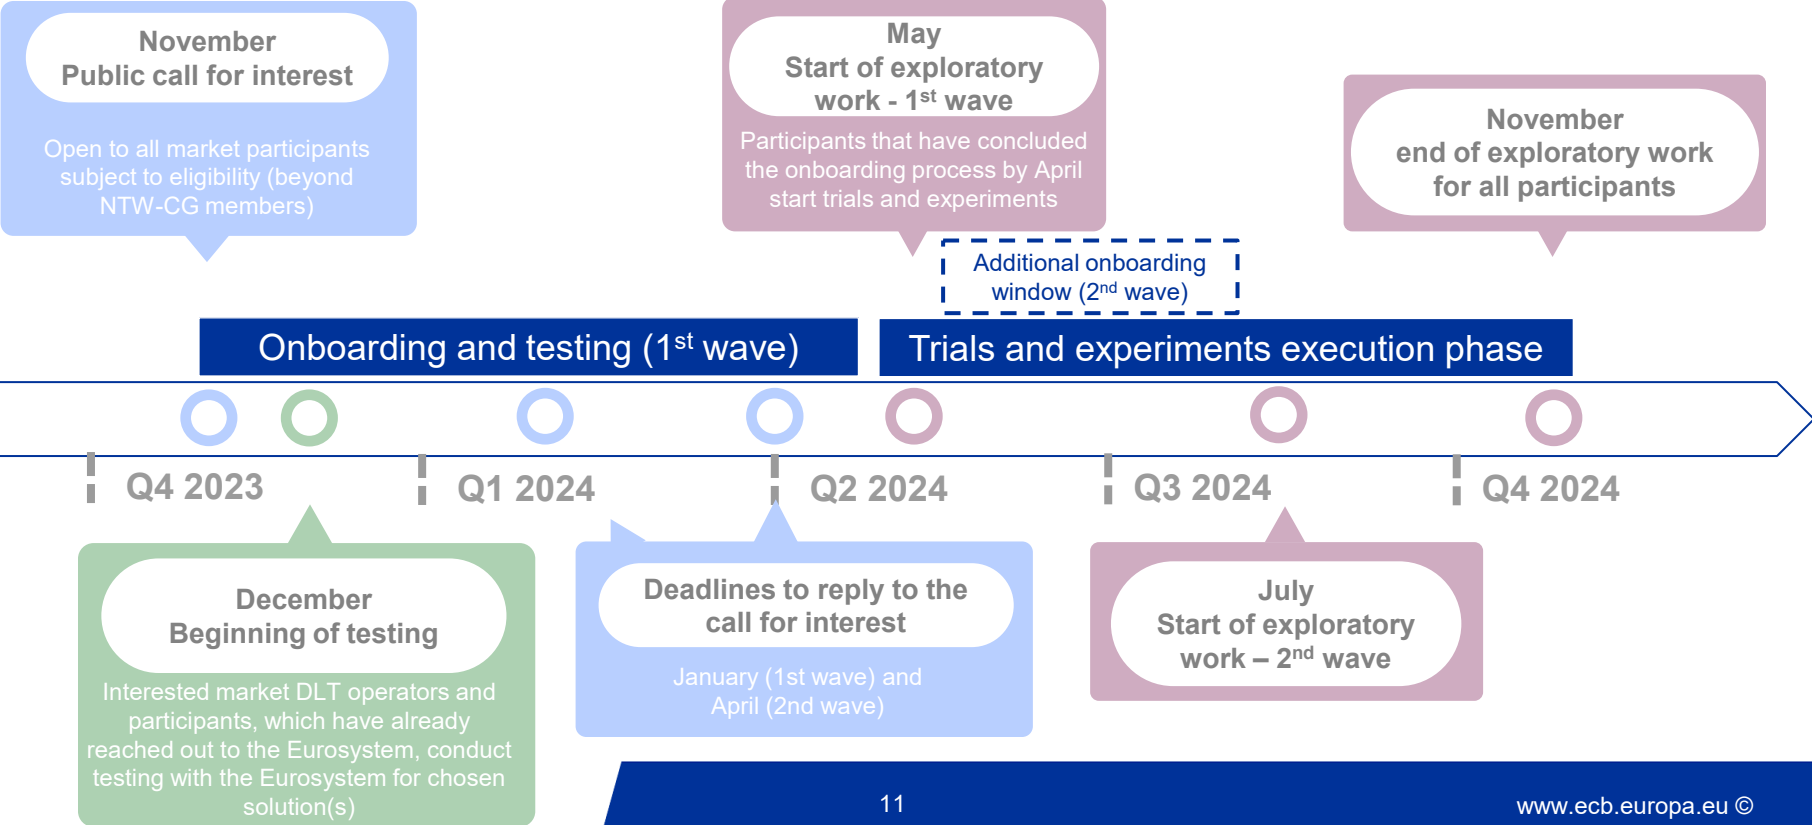 November
Public call for interest
Open to all market participants
subject to eligibility (beyond
NTW-CG members)
May
Start of exploratory
work - 1st wave
Participants that have concluded
the onboarding process by April
start trials and experiments
November
end of exploratory work
for all participants
Additional onboarding
window (2nd wave)
Onboarding and testing (1st wave)
Trials and experiments execution phase
Q4 2023
Q1 2024
Q2 2024
Q3 2024
Q4 2024
December
Beginning of testing
Interested market DLT operators and
participants, which have already
reached out to the Eurosystem, conduct
testing with the Eurosystem for chosen
solution(s)
Deadlines to reply to the
call for interest
January (1st wave) and
April (2nd wave)
July
Start of exploratory
work – 2nd wave
11
www.ecb.europa.eu ©